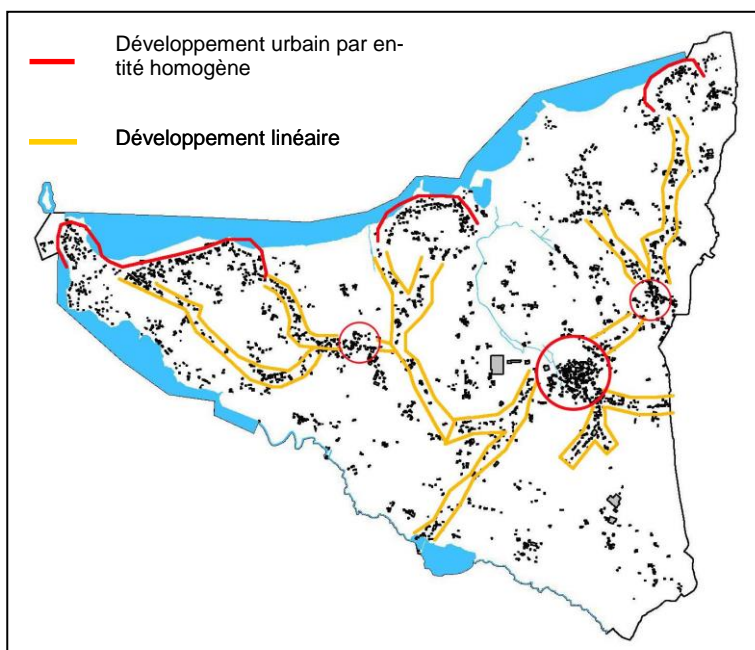 Développement urbain par en-
tité homogène
Développement linéaire